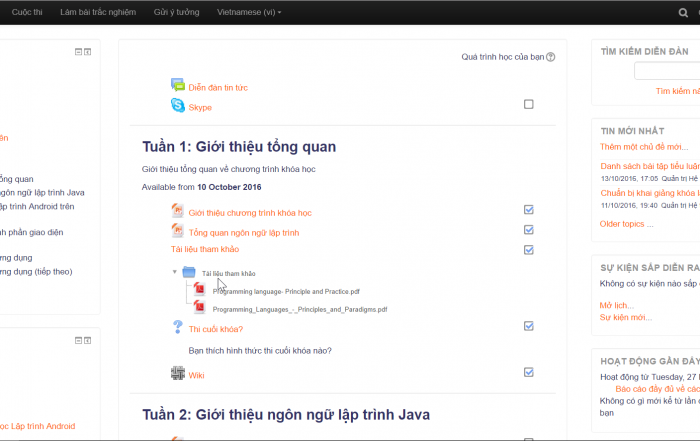 Cuộc thi
Làm bài trắc nghiệm
Gửi ý tưởng
Vietnamese (vi)
ổng quan
ngôn ngữ lập trình Java
ập trình Android trên
nh phần giao diện
ứng dụng
ứng dụng (tiếp theo)
ọc Lập trình Android
Quá trình học của bạn
Diễn đàn tin tức
Skype
Tuần 1: Giới thiệu tổng quan
Giới thiệu tổng quan về chương trình khóa học
Available from 10 October 2016
Giới thiệu chương trình khóa học
Tổng quan ngôn ngữ lập trình
Tài liệu tham khảo
Tài liệu tham khảo
Programming language- Principle and Practice.pdf
Programming_Languages_-_Principles_and_Paradigms.pdf
Thi cuối khóa?
Bạn thích hình thức thi cuối khóa nào?
Wiki
Tuần 2: Giới thiệu ngôn ngữ lập trình Java
TÌM KIẾM DIỄN ĐÀN
Tìm kiếm nâ
TIN MỚI NHẤT
Thêm một chủ đề mới...
Danh sách bài tập tiểu luận
13/10/2016, 17:05 Quản trị Hệ
Chuẩn bị khai giảng khóa l
11/10/2016, 19:40 Quản trị Hệ
Older topics ...
SỰ KIỆN SẮP DIỄN RA
Không có sự kiện nào sắp
Mở lịch...
Sự kiện mới...
HOẠT ĐỘNG GẦN ĐÂY
Hoạt động từ Tuesday, 27
Báo cáo đầy đủ về các
Không có gì mới kể từ lần
bạn